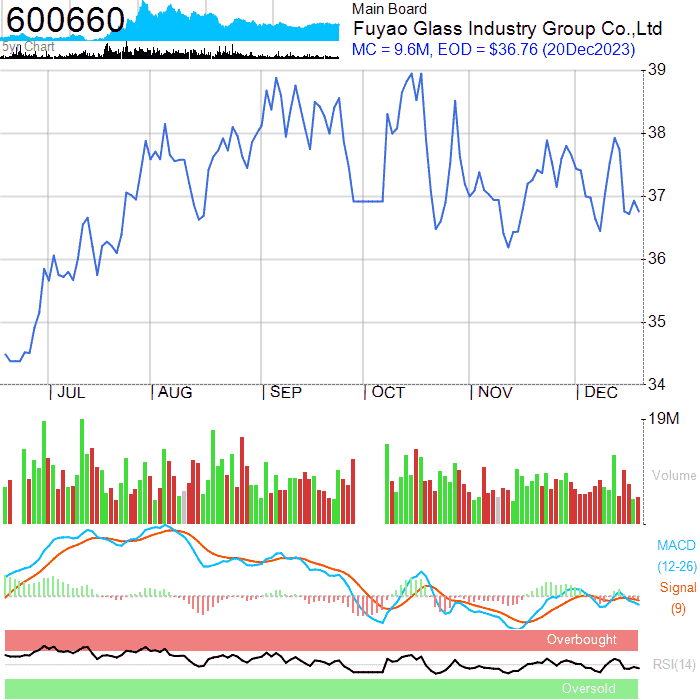 600660
5yr Chart
Main Board
Fuyao Glass Industry Group Co.,Ltd
MC = 9.6M, EOD = $36.76 (20Dec2023)
39
38
37
36
35
34
JUL AUG SEP OCT NOV DEC
19M
Volume
MACD
(12-26)
Signal
(9)
Overbought
RSI(14)
Oversold